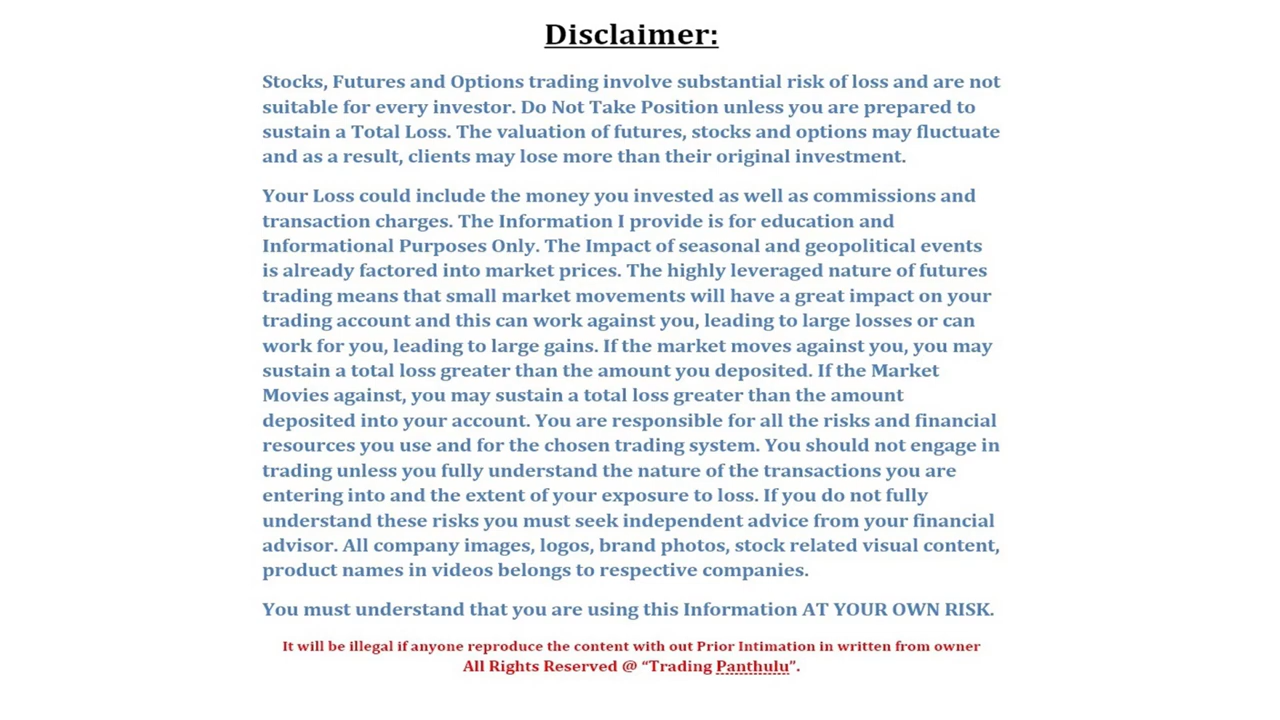 Disclaimer:
Stocks, Futures and Options trading involve substantial risk of loss and are not
suitable for every investor. Do Not Take Position unless you are prepared to
sustain a Total Loss. The valuation of futures, stocks and options may fluctuate
and as a result, clients may lose more than their original investment.
Your Loss could include the money you invested as well as commissions and
transaction charges. The Information I provide is for education and
Informational Purposes Only. The Impact of seasonal and geopolitical events
is already factored into market prices. The highly leveraged nature of futures
trading means that small market movements will have a great impact on your
trading account and this can work against you, leading to large losses or can
work for you, leading to large gains. If the market moves against you, you may
sustain a total loss greater than the amount you deposited. If the Market
Movies against, you may sustain a total loss greater than the amount
deposited into your account. You are responsible for all the risks and financial
resources you use and for the chosen trading system. You should not engage in
trading unless you fully understand the nature of the transactions you are
entering into and the extent of your exposure to loss. If you do not fully
understand these risks you must seek independent advice from your financial
advisor. All company images, logos, brand photos, stock related visual content,
product names in videos belongs to respective companies.
You must understand that you are using this Information AT YOUR OWN RISK.
It will be illegal if anyone reproduce the content with out Prior Intimation in written from owner
All Rights Reserved @ “Trading Panthulu”.